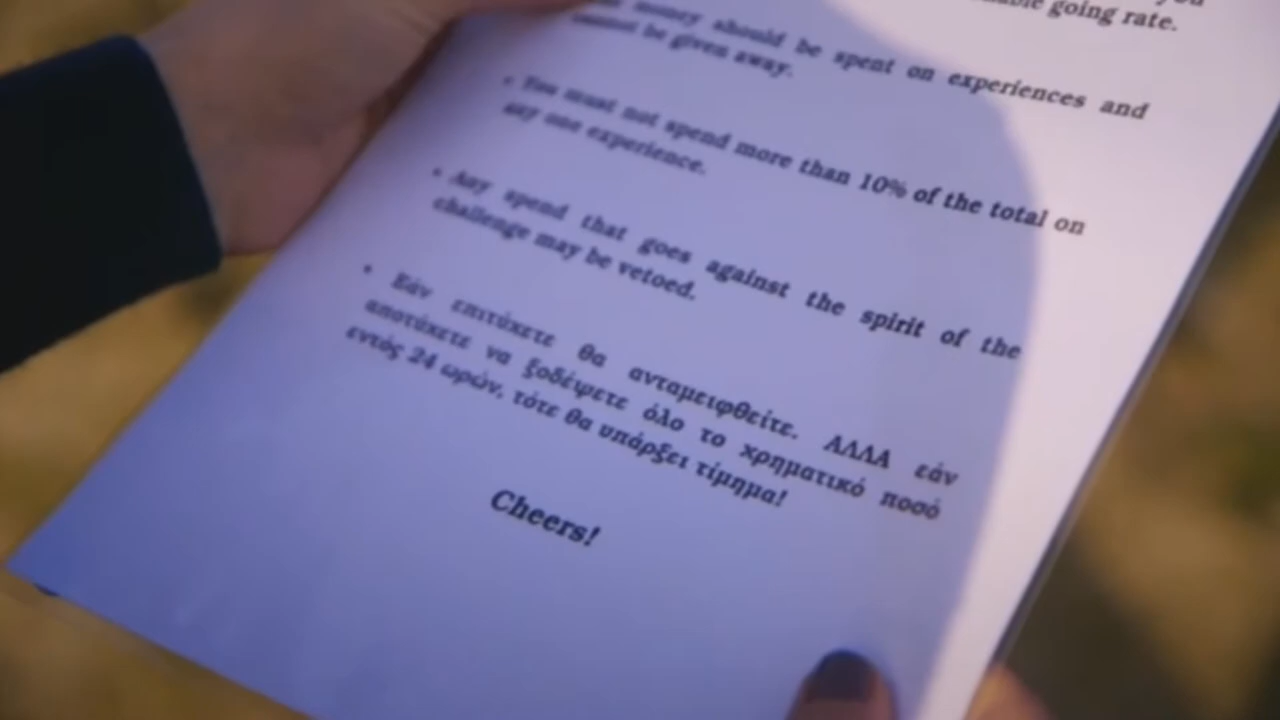 going rate.
money should be spent on experiences and
cannot be given away.
• You must not spend more than 10% of the total on
any one experience.
• Any spend that goes against the spirit of the
challenge may be vetoed.
• Εάν επιτύχετε θα ανταμειφθείτε. ΑΛΛΑ εάν
αποτύχετε να ξοδέψετε όλο το χρηματικό ποσό
εντός 24 ωρών, τότε θα υπάρξει τίμημα!
Cheers!